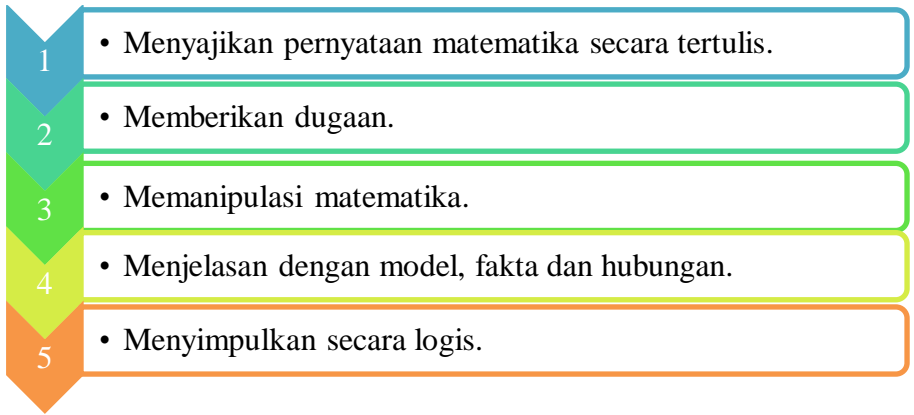 1 • Menyajikan pernyataan matematika secara tertulis.
2 • Memberikan dugaan.
3 • Memanipulasi matematika.
4 • Menjelasan dengan model, fakta dan hubungan.
5 • Menyimpulkan secara logis.